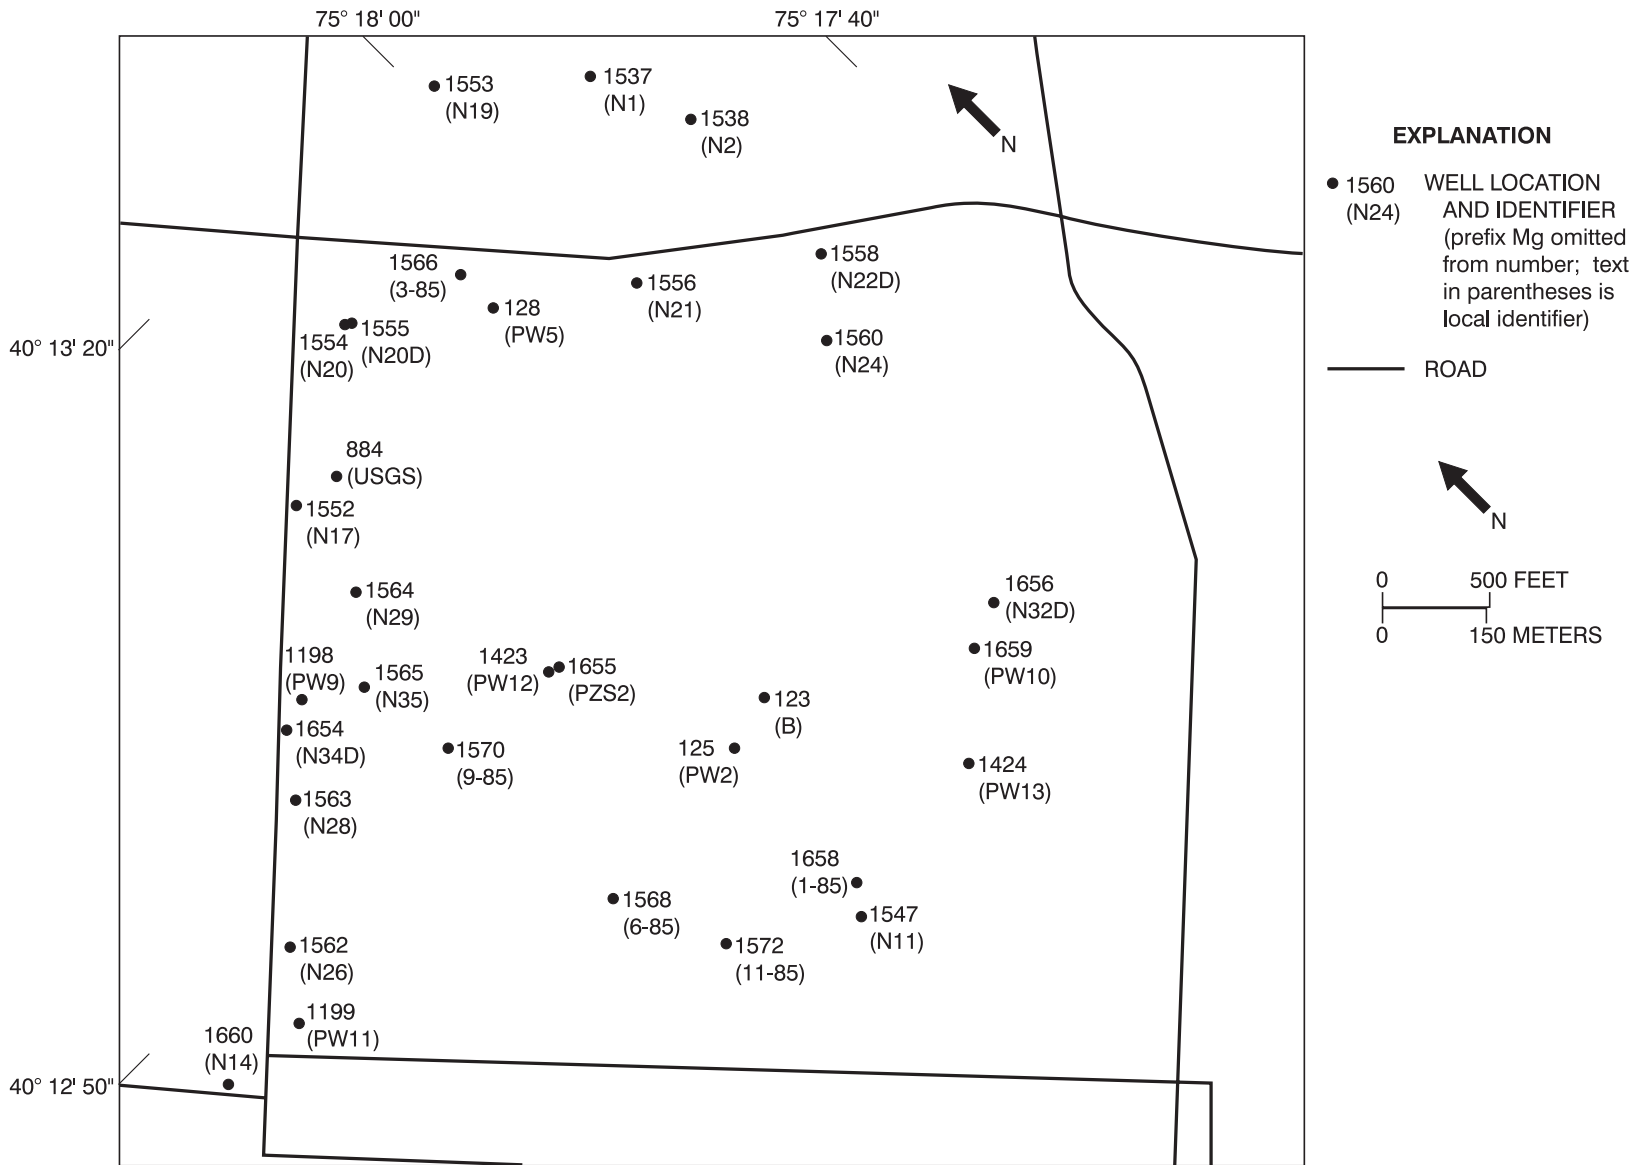 75° 18' 00"
75° 17' 40"
1553
(N19)
1537
(N1)
1538
(N2)
N
EXPLANATION
1560
(N24)
WELL LOCATION
AND IDENTIFIER
(prefix Mg omitted
from number; text
in parentheses is
local identifier)
ROAD
N
0 500 FEET
0 150 METERS
1566
(3-85)
128
(PW5)
1556
(N21)
1558
(N22D)
1560
(N24)
1554
(N20)
1555
(N20D)
40° 13' 20"
884
(USGS)
1552
(N17)
1564
(N29)
1656
(N32D)
1659
(PW10)
1198
(PW9)
1565
(N35)
1423
(PW12)
1655
(PZS2)
123
(B)
1654
(N34D)
1570
(9-85)
125
(PW2)
1424
(PW13)
1563
(N28)
1658
(1-85)
1568
(6-85)
1547
(N11)
1572
(11-85)
1562
(N26)
1199
(PW11)
1660
(N14)
40° 12' 50"